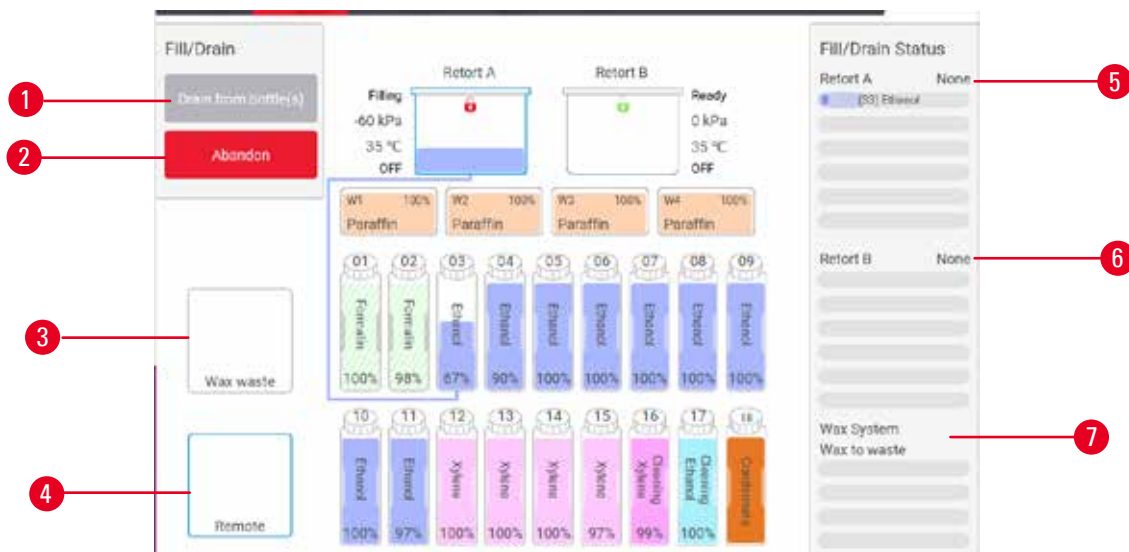 Fill/Drain
Drain from bottle(s)
Abandon
Wax waste
Remote
1
2
3
4
Retort A
Filling
-60 kPa
35 °C
OFF
Retort B
Ready
0 kPa
35 °C
OFF
W1 100%
Paraffin
W2 100%
Paraffin
W3 100%
Paraffin
W4 100%
Paraffin
01 02 03 04 05 06 07 08 09
Formalin Formalin Ethanol Ethanol Ethanol Ethanol Ethanol Ethanol Ethanol
100% 98% 67% 90% 100% 100% 100% 100% 100%
10 11 12 13 14 15 16 17 18
Ethanol Ethanol Xylene Xylene Xylene Xylene Cleaning Xylene Cleaning Ethanol Condensate
100% 97% 100% 100% 100% 97% 99% 100%
Fill/Drain Status
Retort A None
(S3) Ethanol
Retort B None
Wax System
Wax to waste
5
6
7